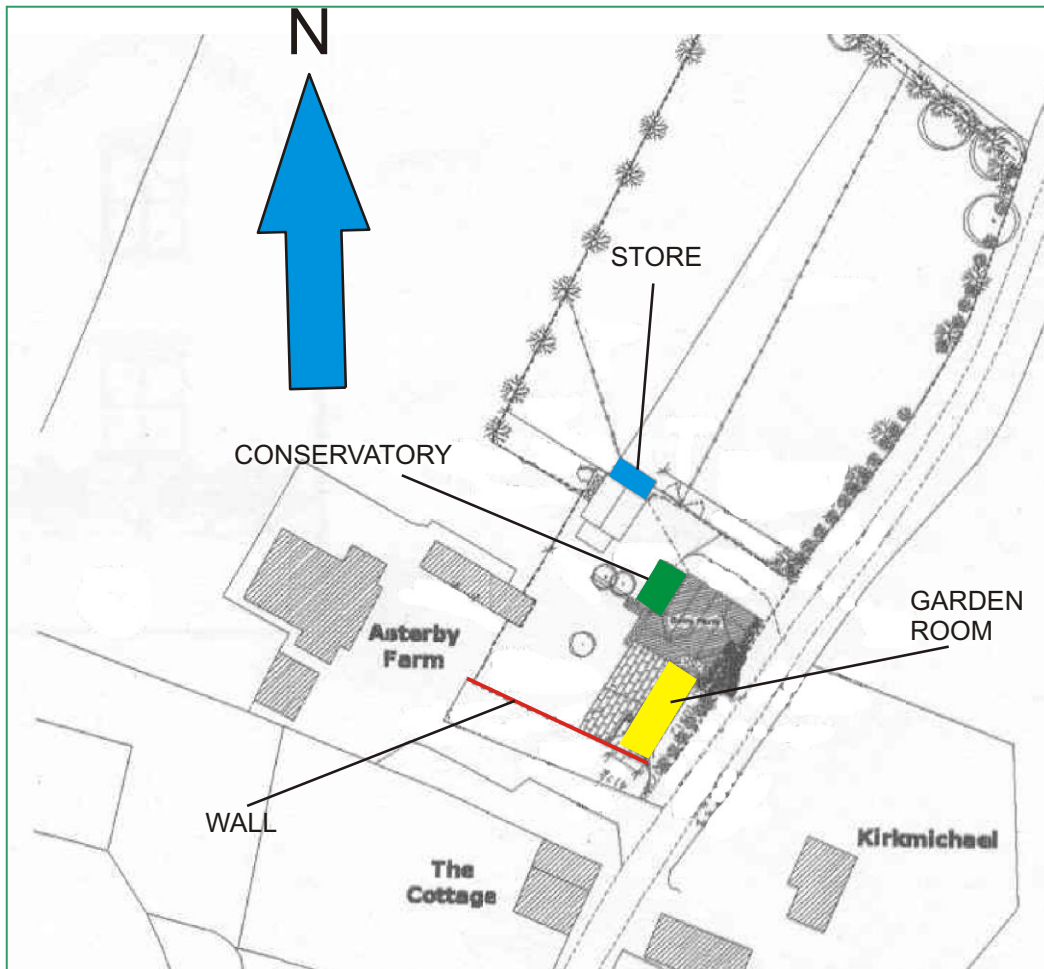 N
STORE
CONSERVATORY
GARDEN
ROOM
Asterby
Farm
WALL
The
Cottage
Kirkmichael